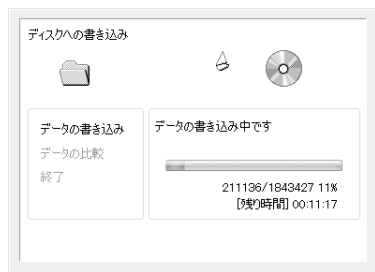 ディスクへの書き込み
データの書き込み
データの比較
終了
データの書き込み中です
211136/1843427 11%
[残り時間] 00:11:17